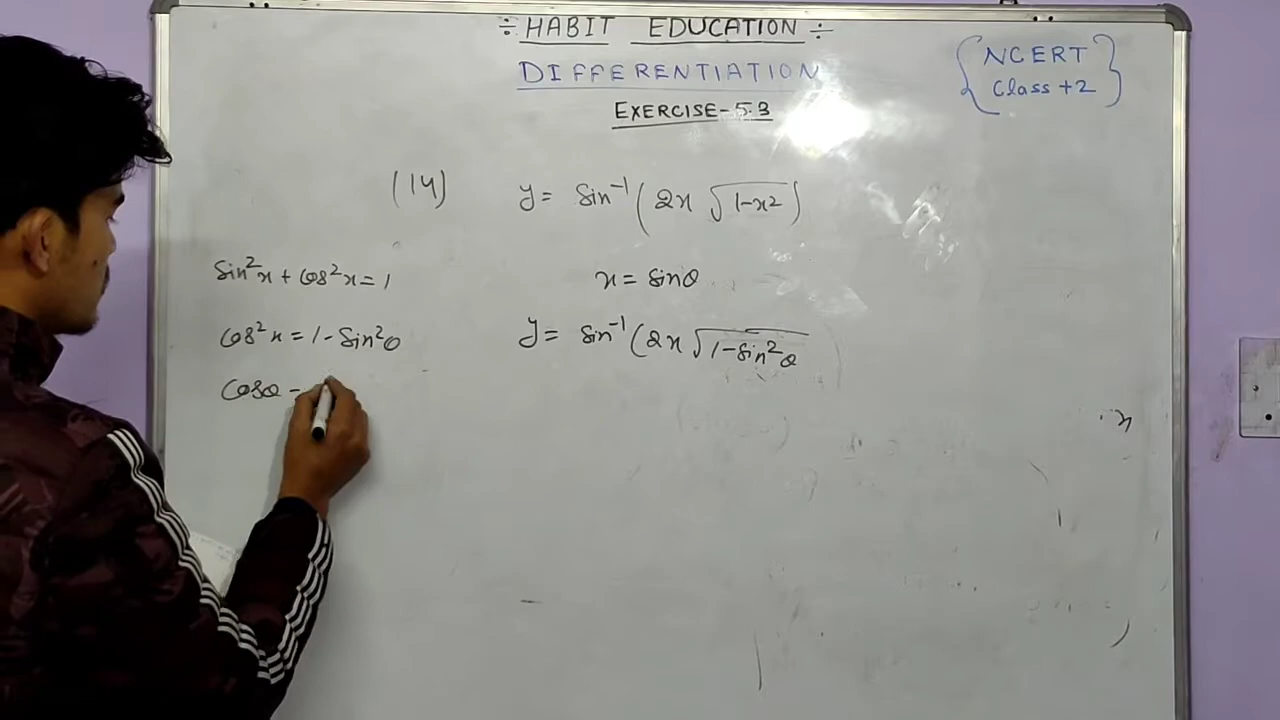 ÷ HABIT EDUCATION ÷
DIFFERENTIATION
EXERCISE-5.3
{NCERT
Class +2}
(14) y = Sin⁻¹(2x √1-x²)
Sin²x + Cos²x = 1
x = Sinθ
Cos²x = 1 - Sin²θ
y = Sin⁻¹(2x √1-Sin²θ
Cosθ =
x